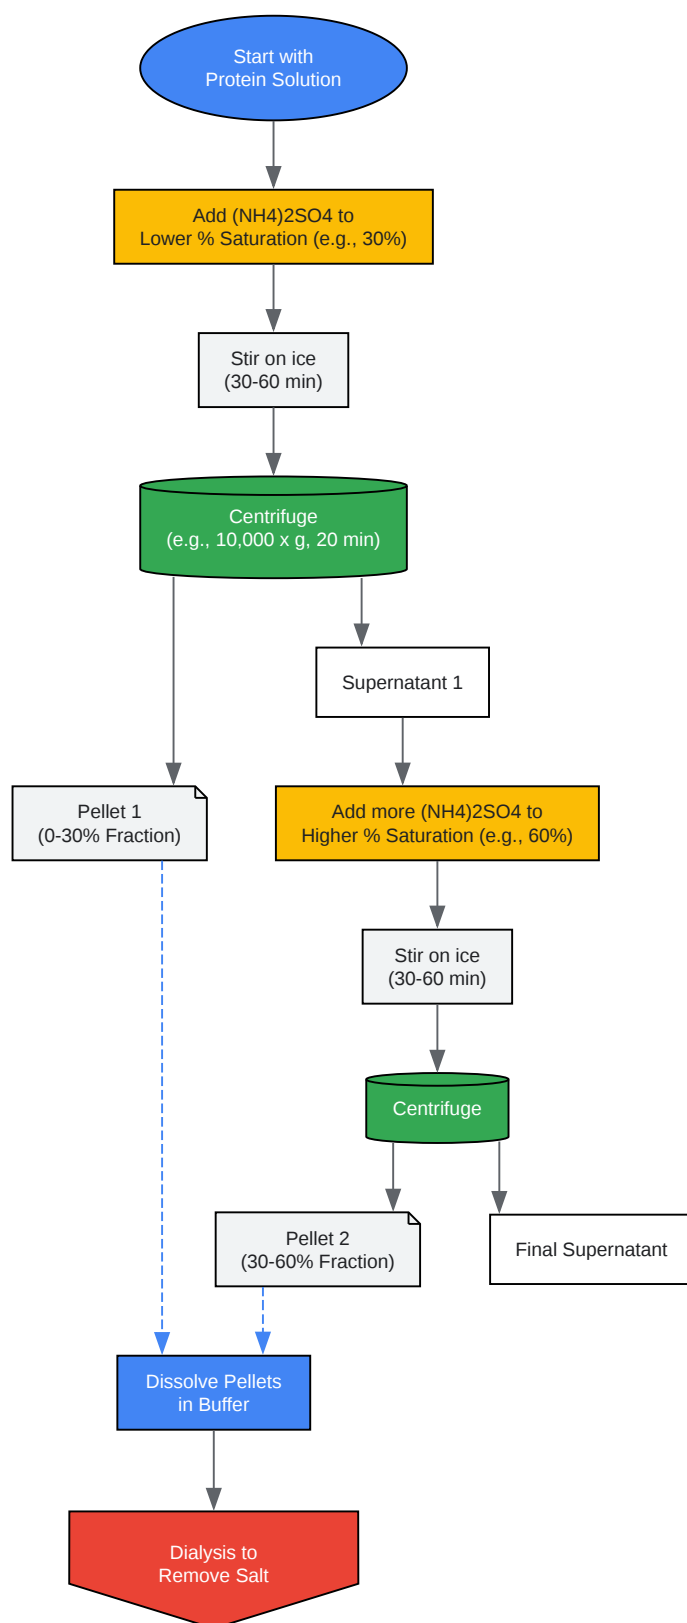 Start with
Protein Solution
Add (NH4)2SO4 to
Lower % Saturation (e.g., 30%)
Stir on ice
(30-60 min)
Centrifuge
(e.g., 10,000 x g, 20 min)
Supernatant 1
Pellet 1
(0-30% Fraction)
Add more (NH4)2SO4 to
Higher % Saturation (e.g., 60%)
Stir on ice
(30-60 min)
Centrifuge
Pellet 2
(30-60% Fraction)
Final Supernatant
Dissolve Pellets
in Buffer
Dialysis to
Remove Salt